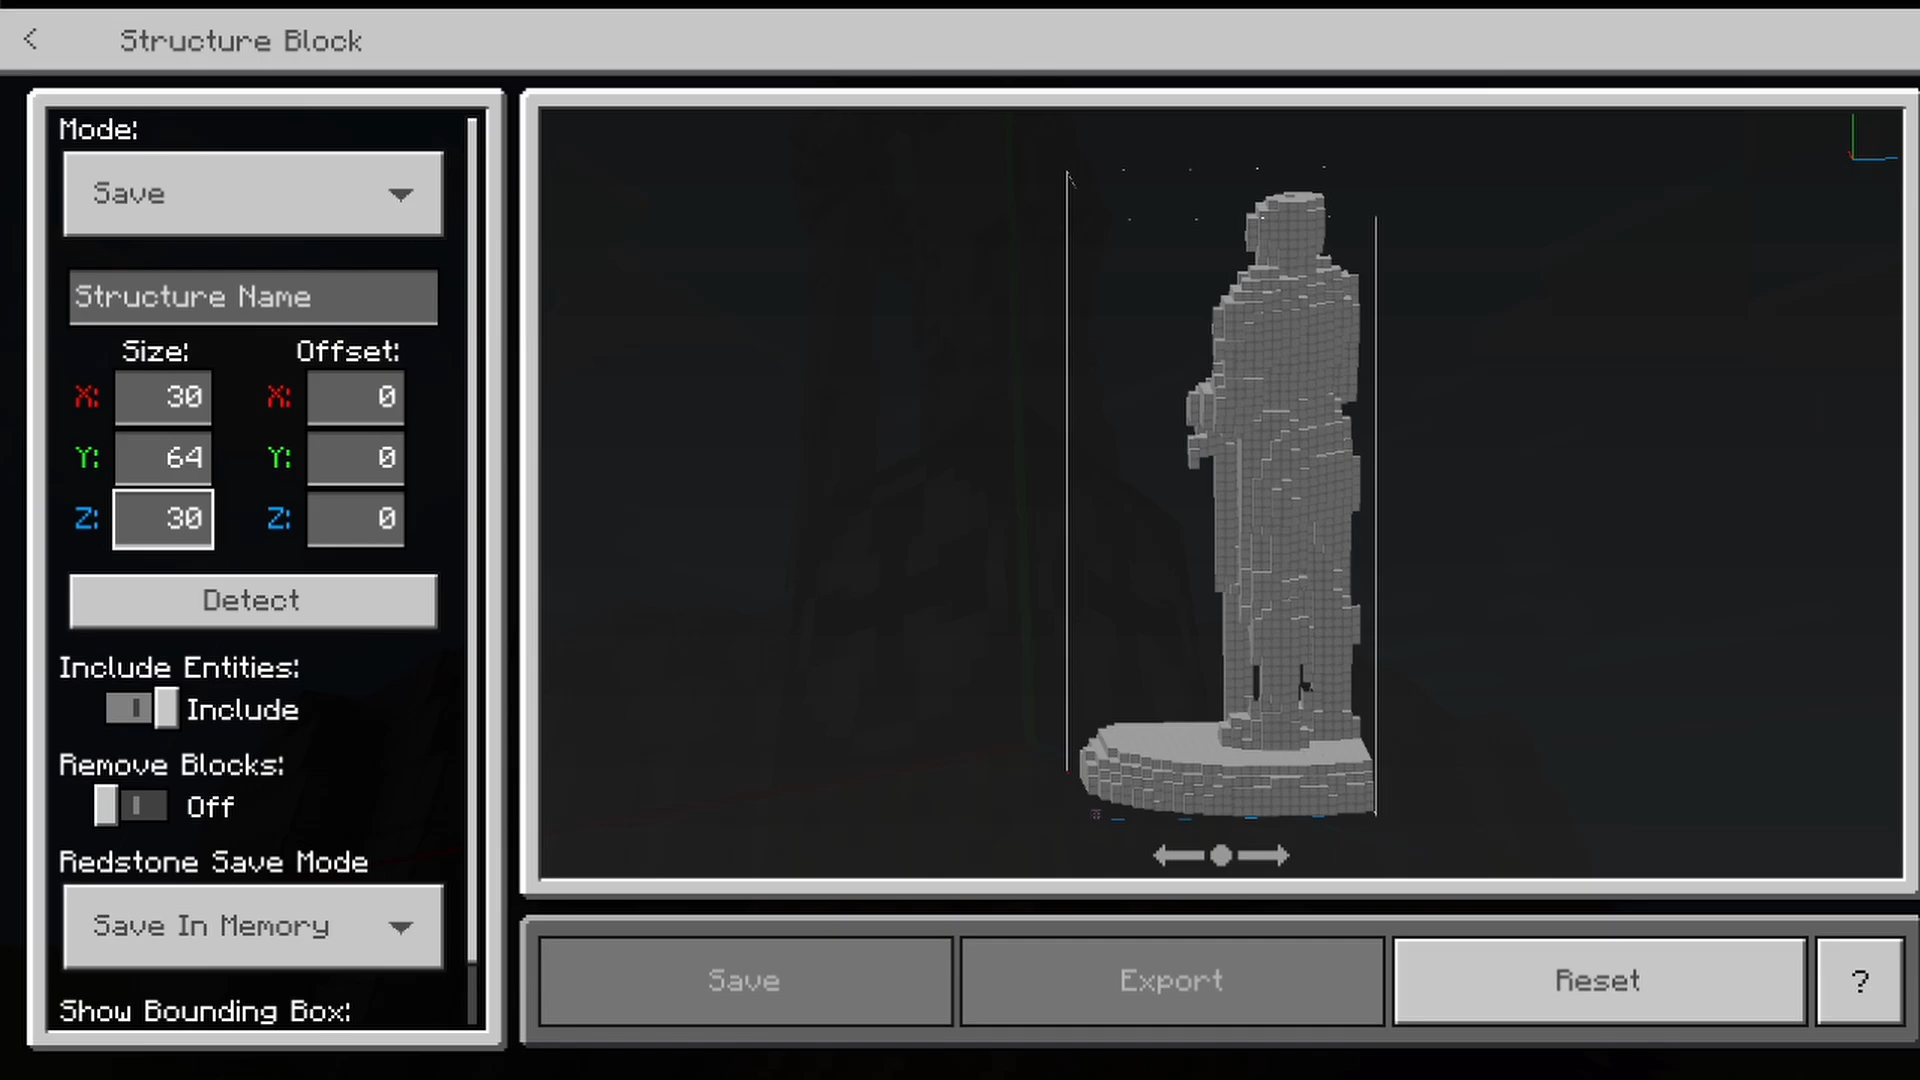 Structure Block
Mode:
Save
Structure Name
Size: Offset:
X: 30 X: 0
Y: 64 Y: 0
Z: 30 Z: 0
Detect
Include Entities:
Include
Remove Blocks:
Off
Redstone Save Mode
Save In Memory
Show Bounding Box:
Save Export Reset ?